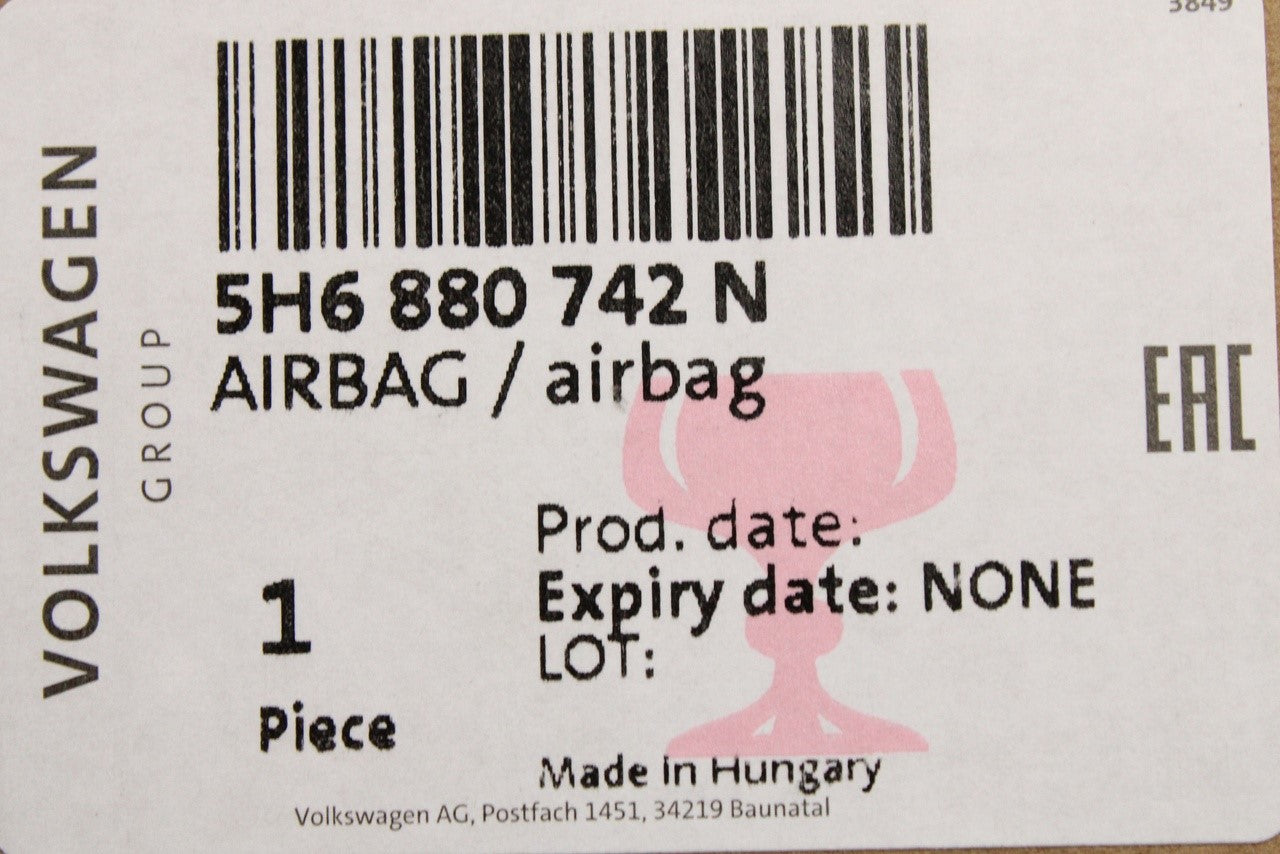 3849
VOLKSWAGEN
GROUP
5H6 880 742 N
AIRBAG / airbag
EAC
Prod. date:
Expiry date: NONE
LOT:
1
Piece
Made in Hungary
Volkswagen AG, Postfach 1451, 34219 Baunatal